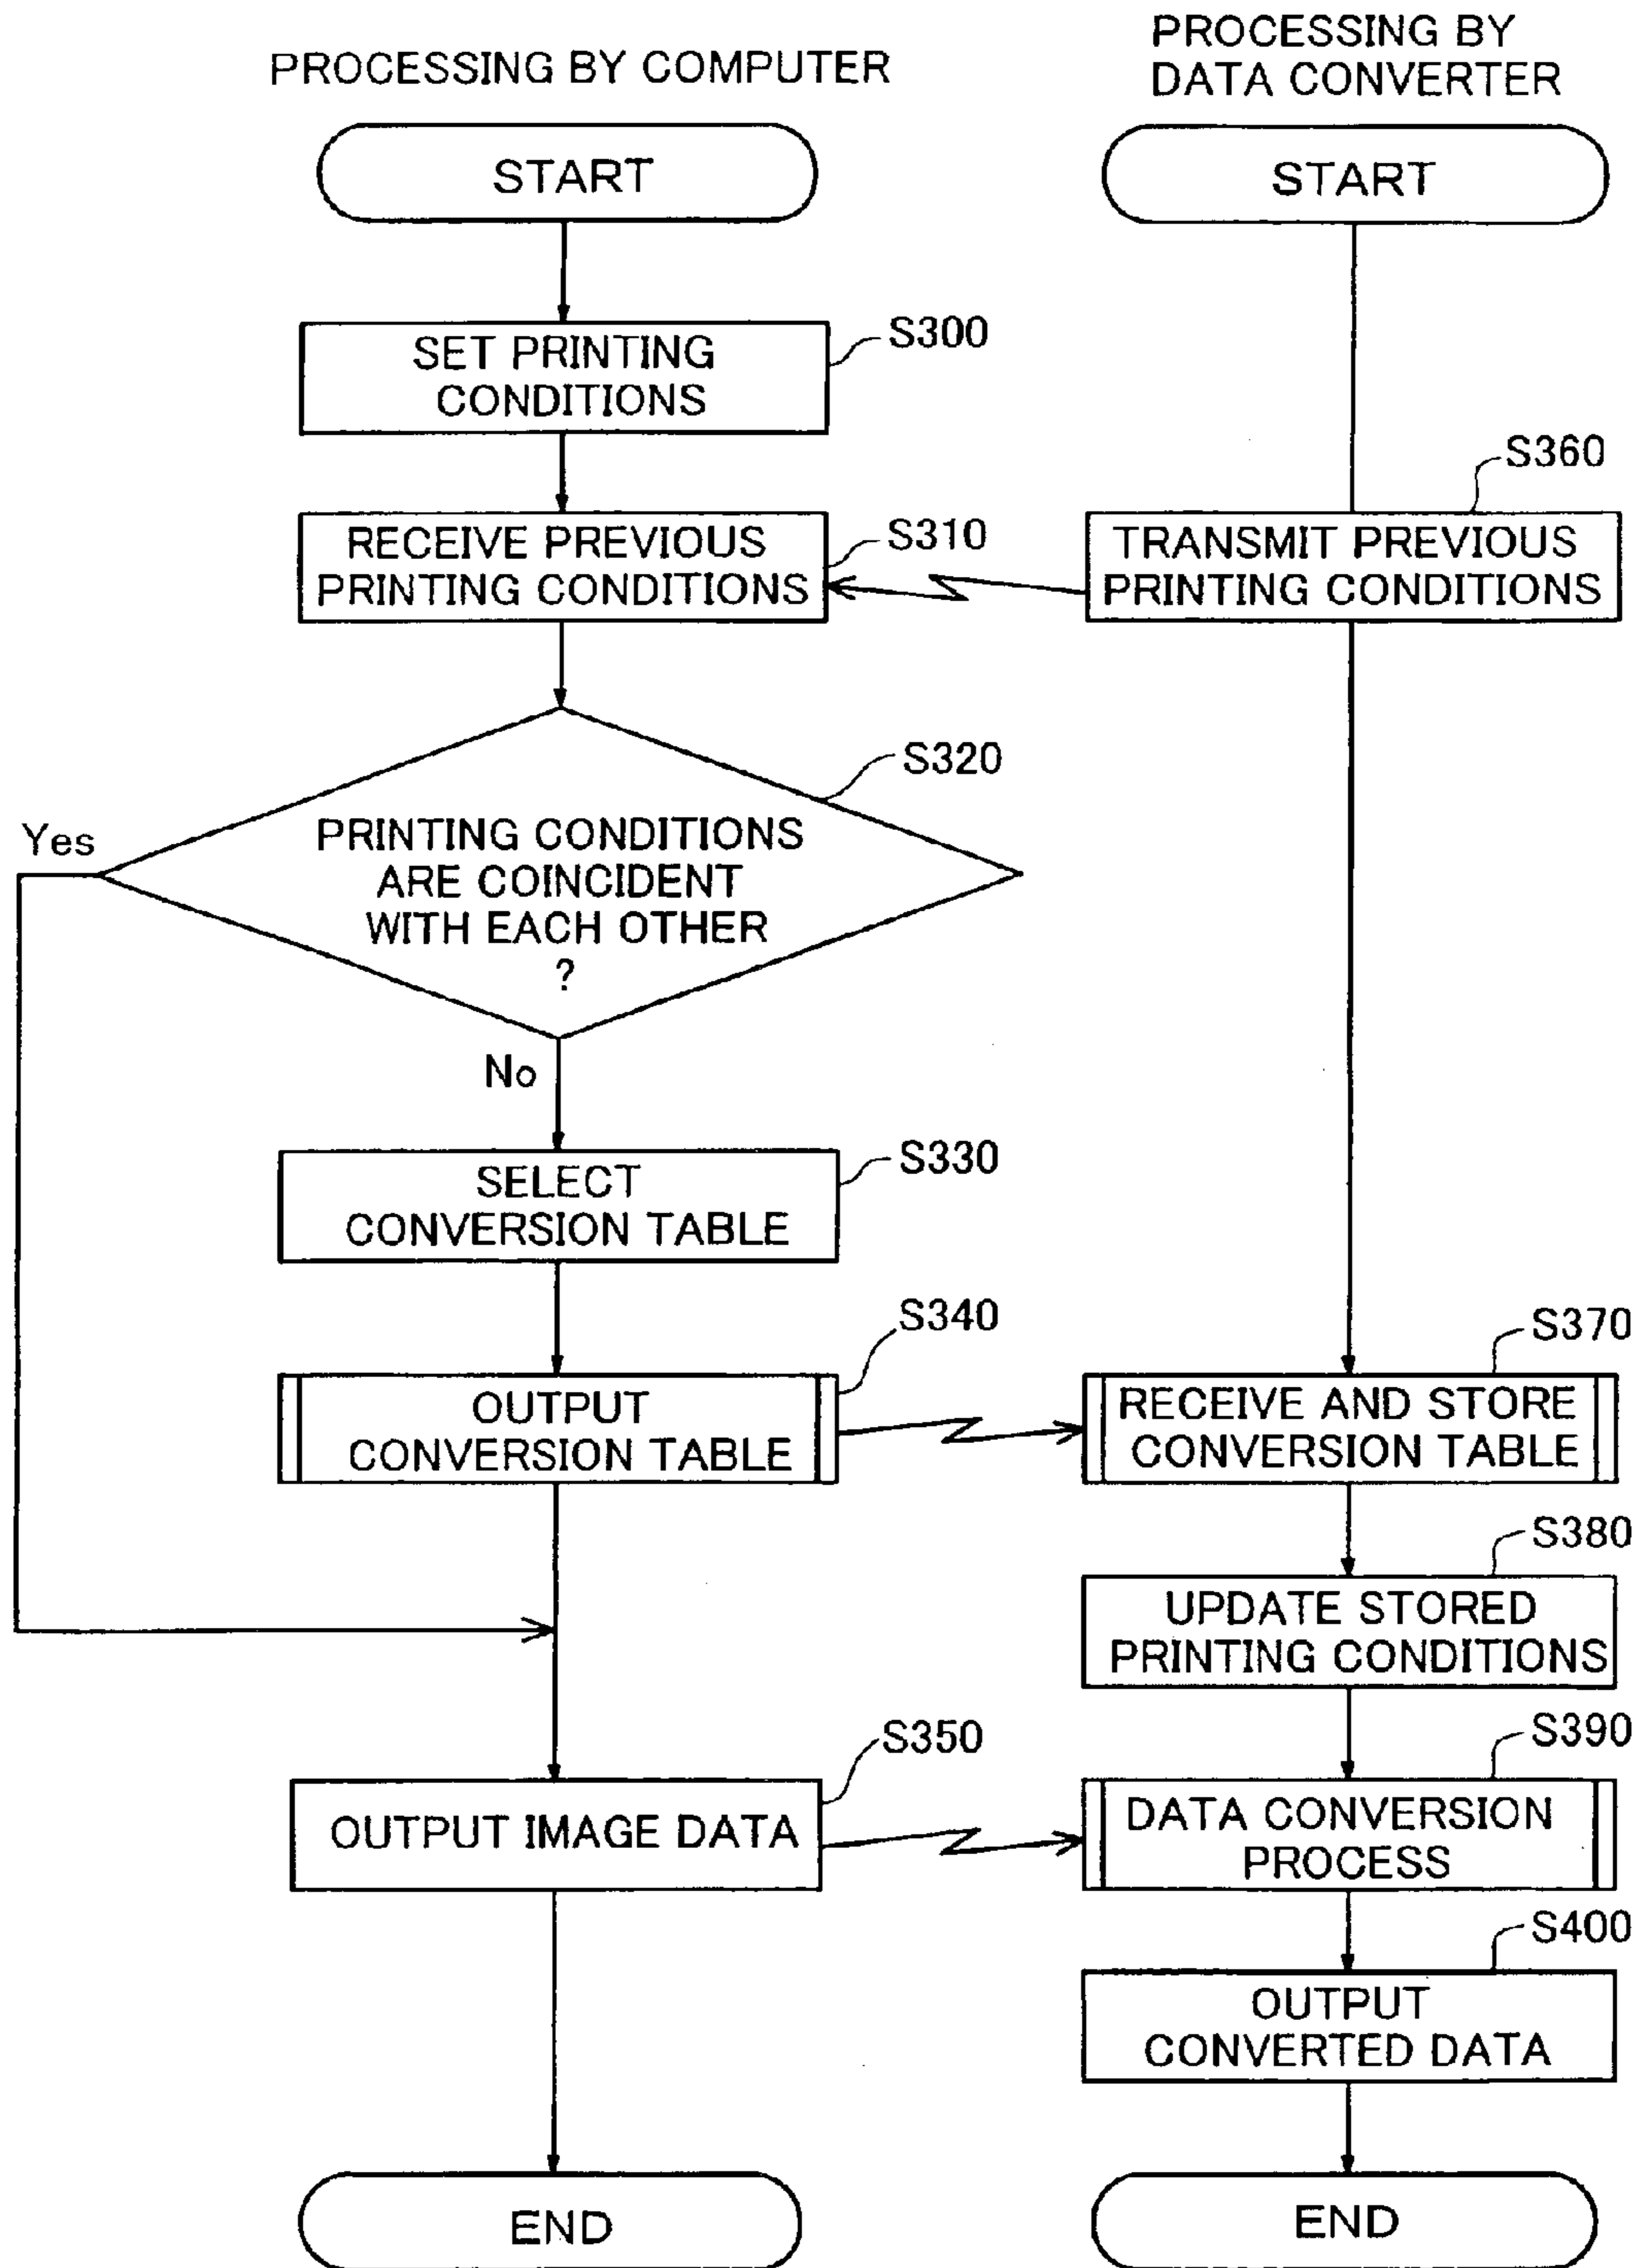 PROCESSING BY COMPUTER
START
S300
SET PRINTING
CONDITIONS
S310
RECEIVE PREVIOUS
PRINTING CONDITIONS
S320
Yes
PRINTING CONDITIONS
ARE COINCIDENT
WITH EACH OTHER
?
No
S330
SELECT
CONVERSION TABLE
S340
OUTPUT
CONVERSION TABLE
S350
OUTPUT IMAGE DATA
END
PROCESSING BY
DATA CONVERTER
START
S360
TRANSMIT PREVIOUS
PRINTING CONDITIONS
S370
RECEIVE AND STORE
CONVERSION TABLE
S380
UPDATE STORED
PRINTING CONDITIONS
S390
DATA CONVERSION
PROCESS
S400
OUTPUT
CONVERTED DATA
END